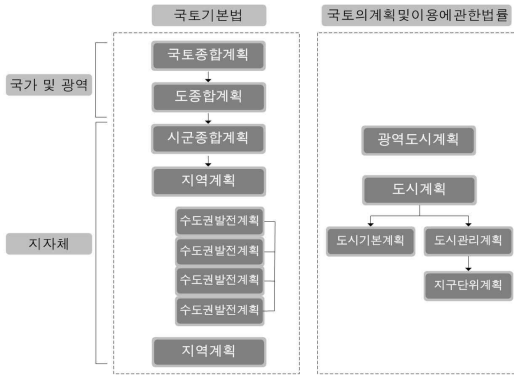 국토기본법
국토의계획및이용에관한법률
국가 및 광역
국토종합계획
도종합계획
시군종합계획
지역계획
지자체
수도권발전계획
수도권발전계획
수도권발전계획
수도권발전계획
지역계획
광역도시계획
도시계획
도시기본계획
도시관리계획
지구단위계획